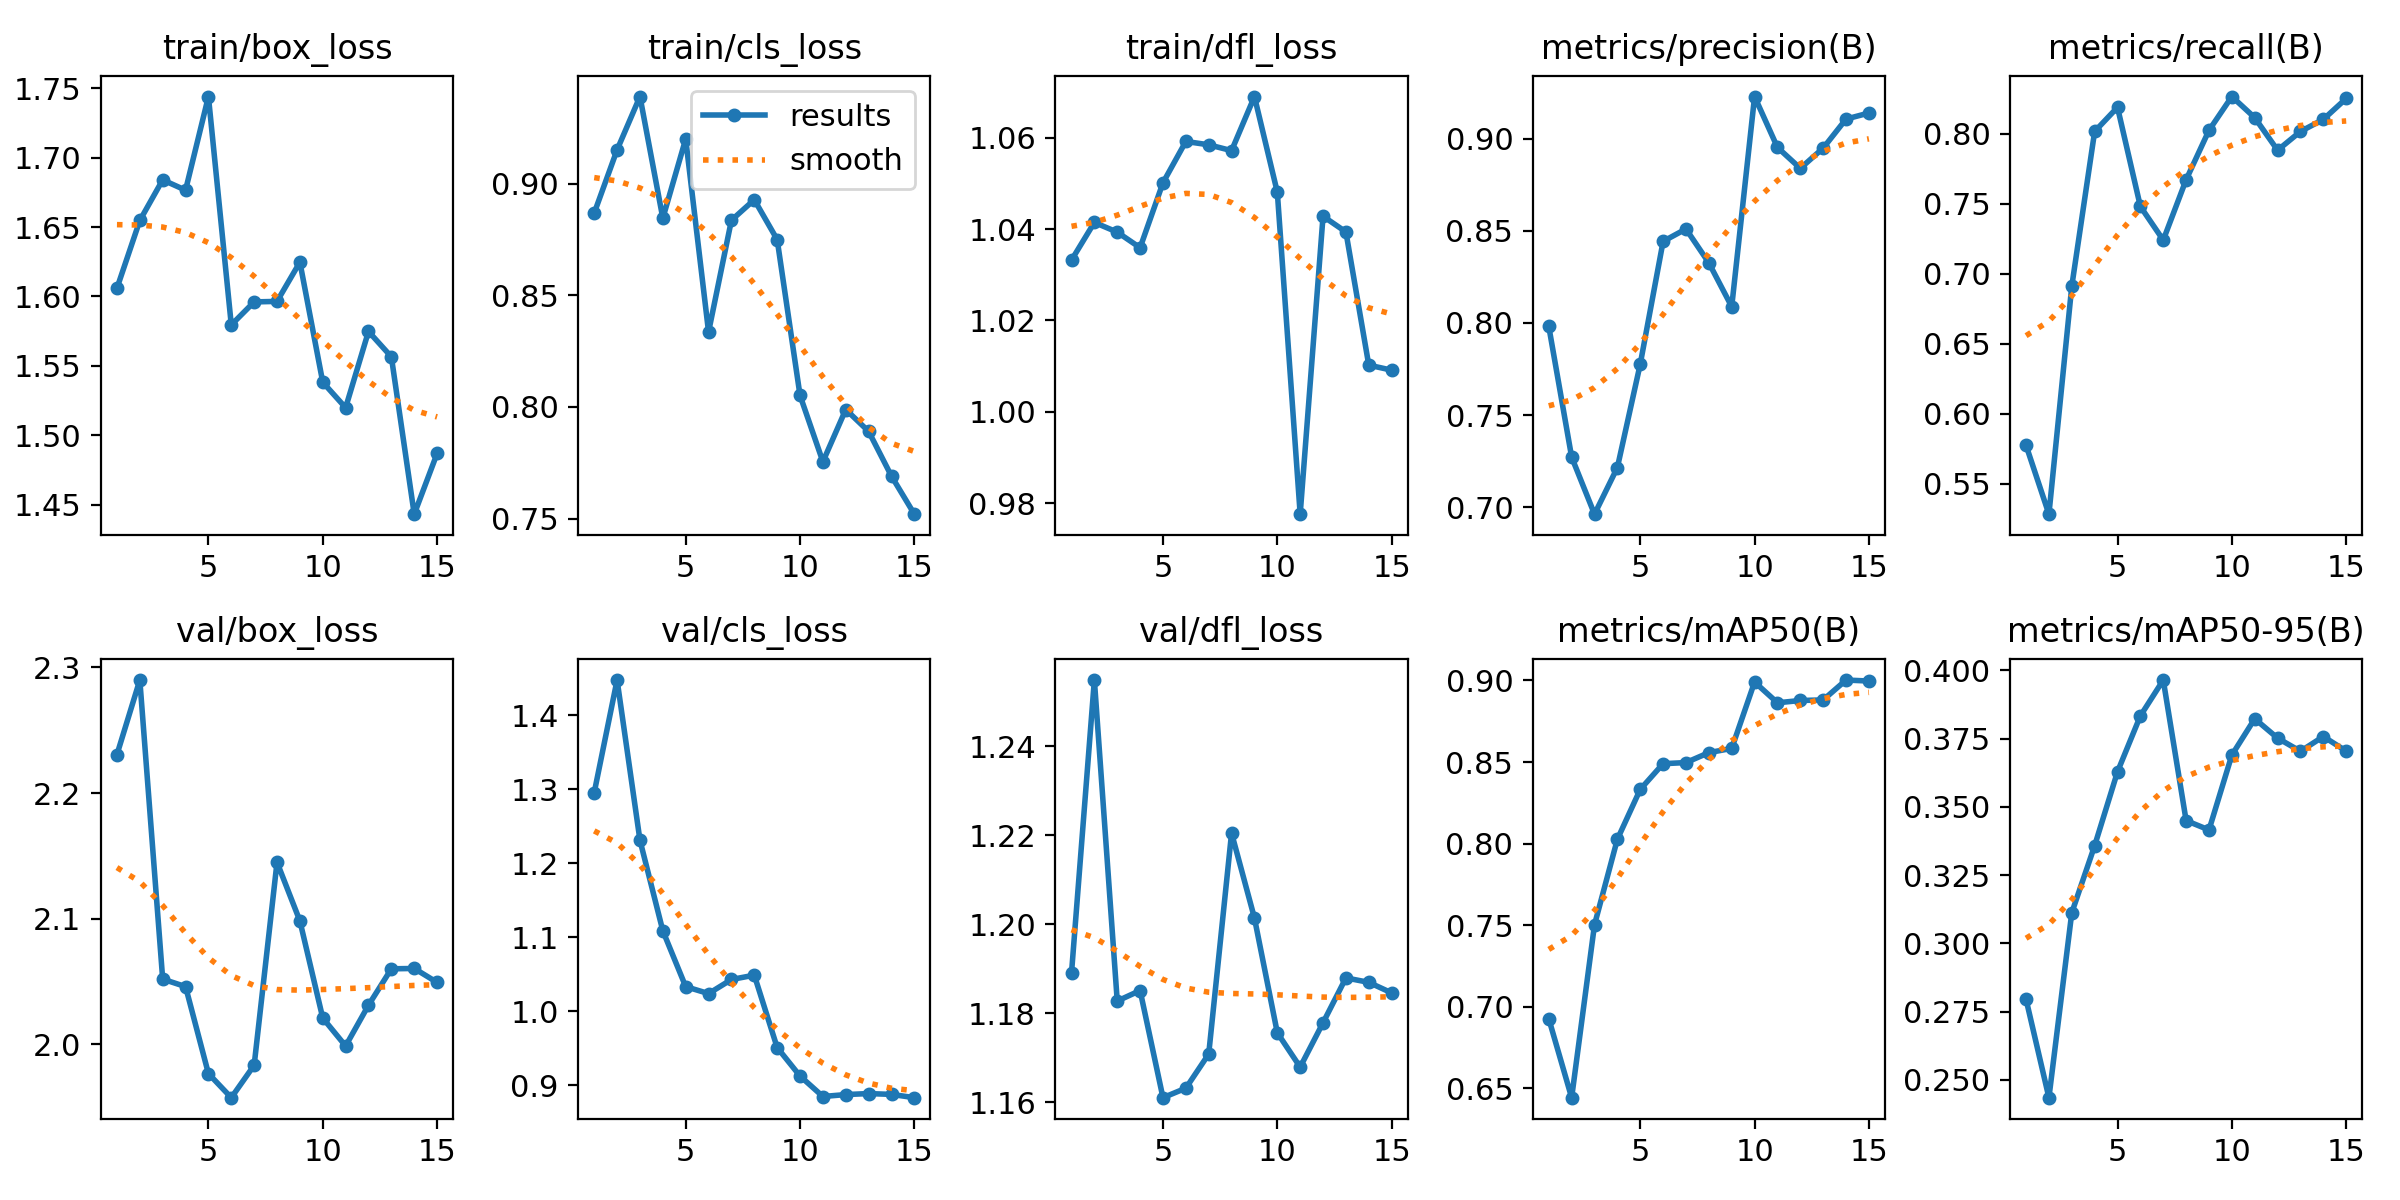 train/box_loss
1.75
1.70
1.65
1.60
1.55
1.50
1.45
5 10 15
train/cls_loss
results
smooth
0.90
0.85
0.80
0.75
5 10 15
train/dfl_loss
1.06
1.04
1.02
1.00
0.98
5 10 15
metrics/precision(B)
0.90
0.85
0.80
0.75
0.70
5 10 15
metrics/recall(B)
0.80
0.75
0.70
0.65
0.60
0.55
5 10 15
val/box_loss
2.3
2.2
2.1
2.0
5 10 15
val/cls_loss
1.4
1.3
1.2
1.1
1.0
0.9
5 10 15
val/dfl_loss
1.24
1.22
1.20
1.18
1.16
5 10 15
metrics/mAP50(B)
0.90
0.85
0.80
0.75
0.70
0.65
5 10 15
metrics/mAP50-95(B)
0.400
0.375
0.350
0.325
0.300
0.275
0.250
5 10 15